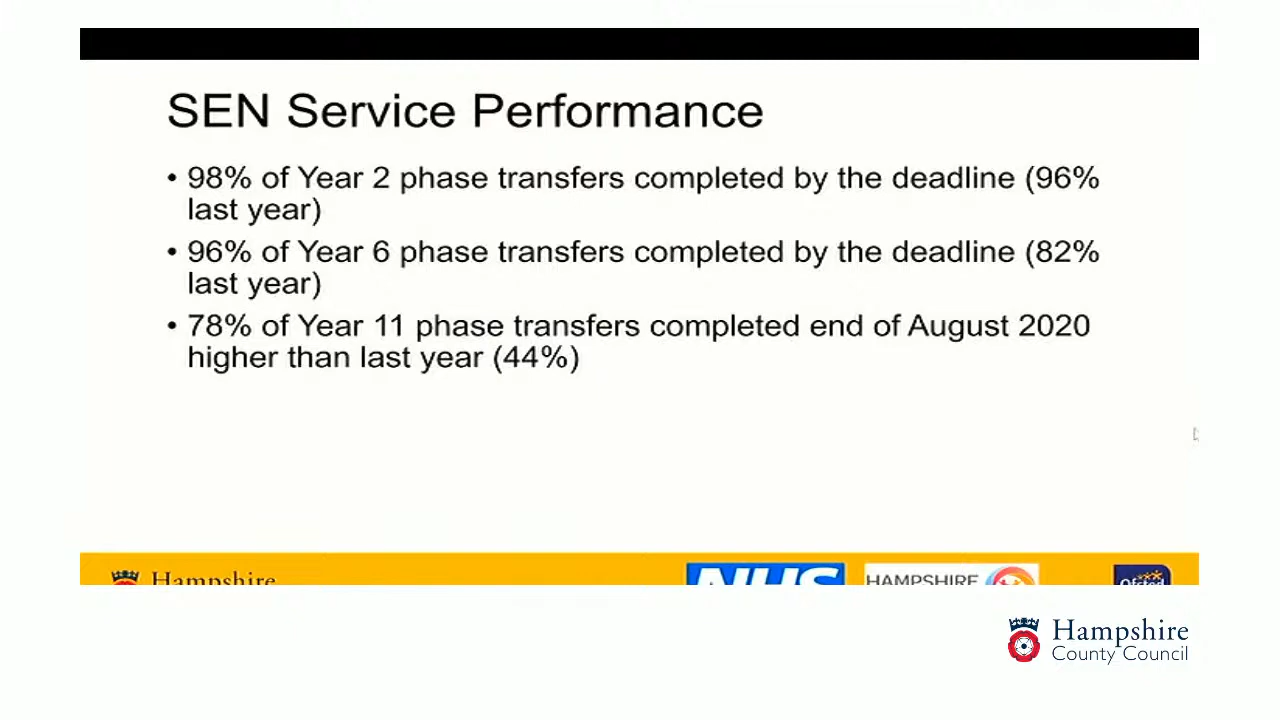 SEN Service Performance
• 98% of Year 2 phase transfers completed by the deadline (96%
last year)
• 96% of Year 6 phase transfers completed by the deadline (82%
last year)
• 78% of Year 11 phase transfers completed end of August 2020
higher than last year (44%)
Hampshire
NHS
HAMPSHIRE
Ofsted
Hampshire
County Council